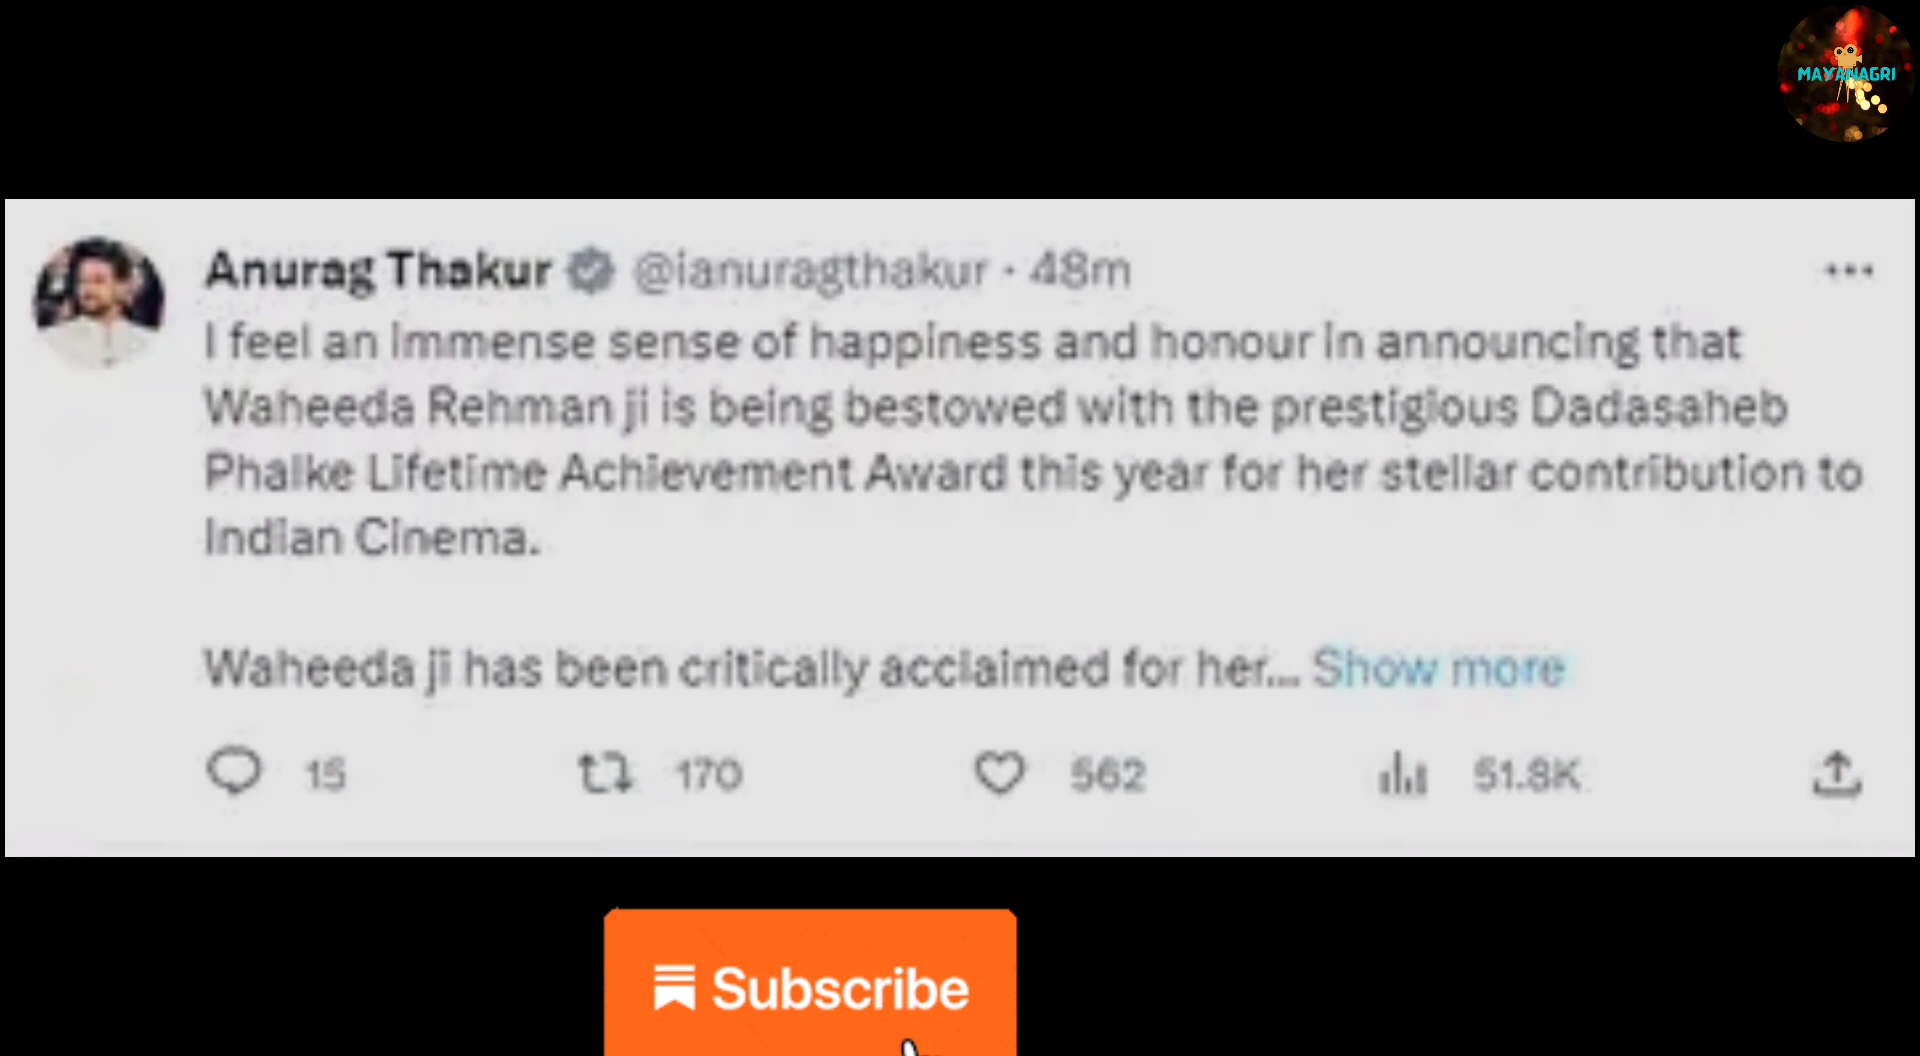 MAYANAGRI
Anurag Thakur @ianuragthakur · 48m
I feel an immense sense of happiness and honour in announcing that
Waheeda Rehman ji is being bestowed with the prestigious Dadasaheb
Phalke Lifetime Achievement Award this year for her stellar contribution to
Indian Cinema.
Waheeda ji has been critically acclaimed for her... Show more
15 170 562 51.8K
Subscribe